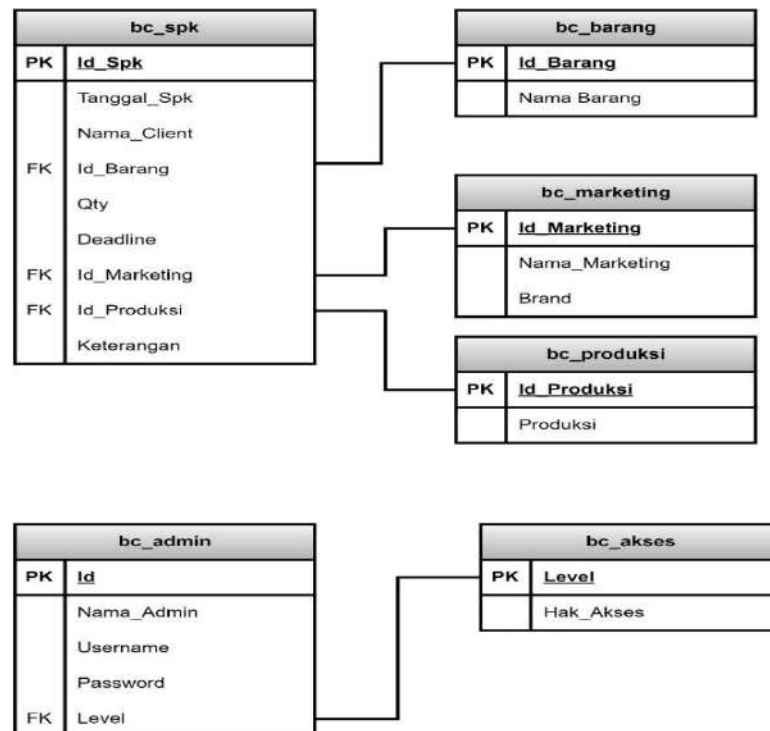 bc_spk
PK Id_Spk
Tanggal_Spk
Nama_Client
FK Id_Barang
Qty
Deadline
FK Id_Marketing
FK Id_Produksi
Keterangan
bc_barang
PK Id_Barang
Nama Barang
bc_marketing
PK Id_Marketing
Nama_Marketing
Brand
bc_produksi
PK Id_Produksi
Produksi
bc_admin
PK Id
Nama_Admin
Username
Password
FK Level
bc_akses
PK Level
Hak_Akses